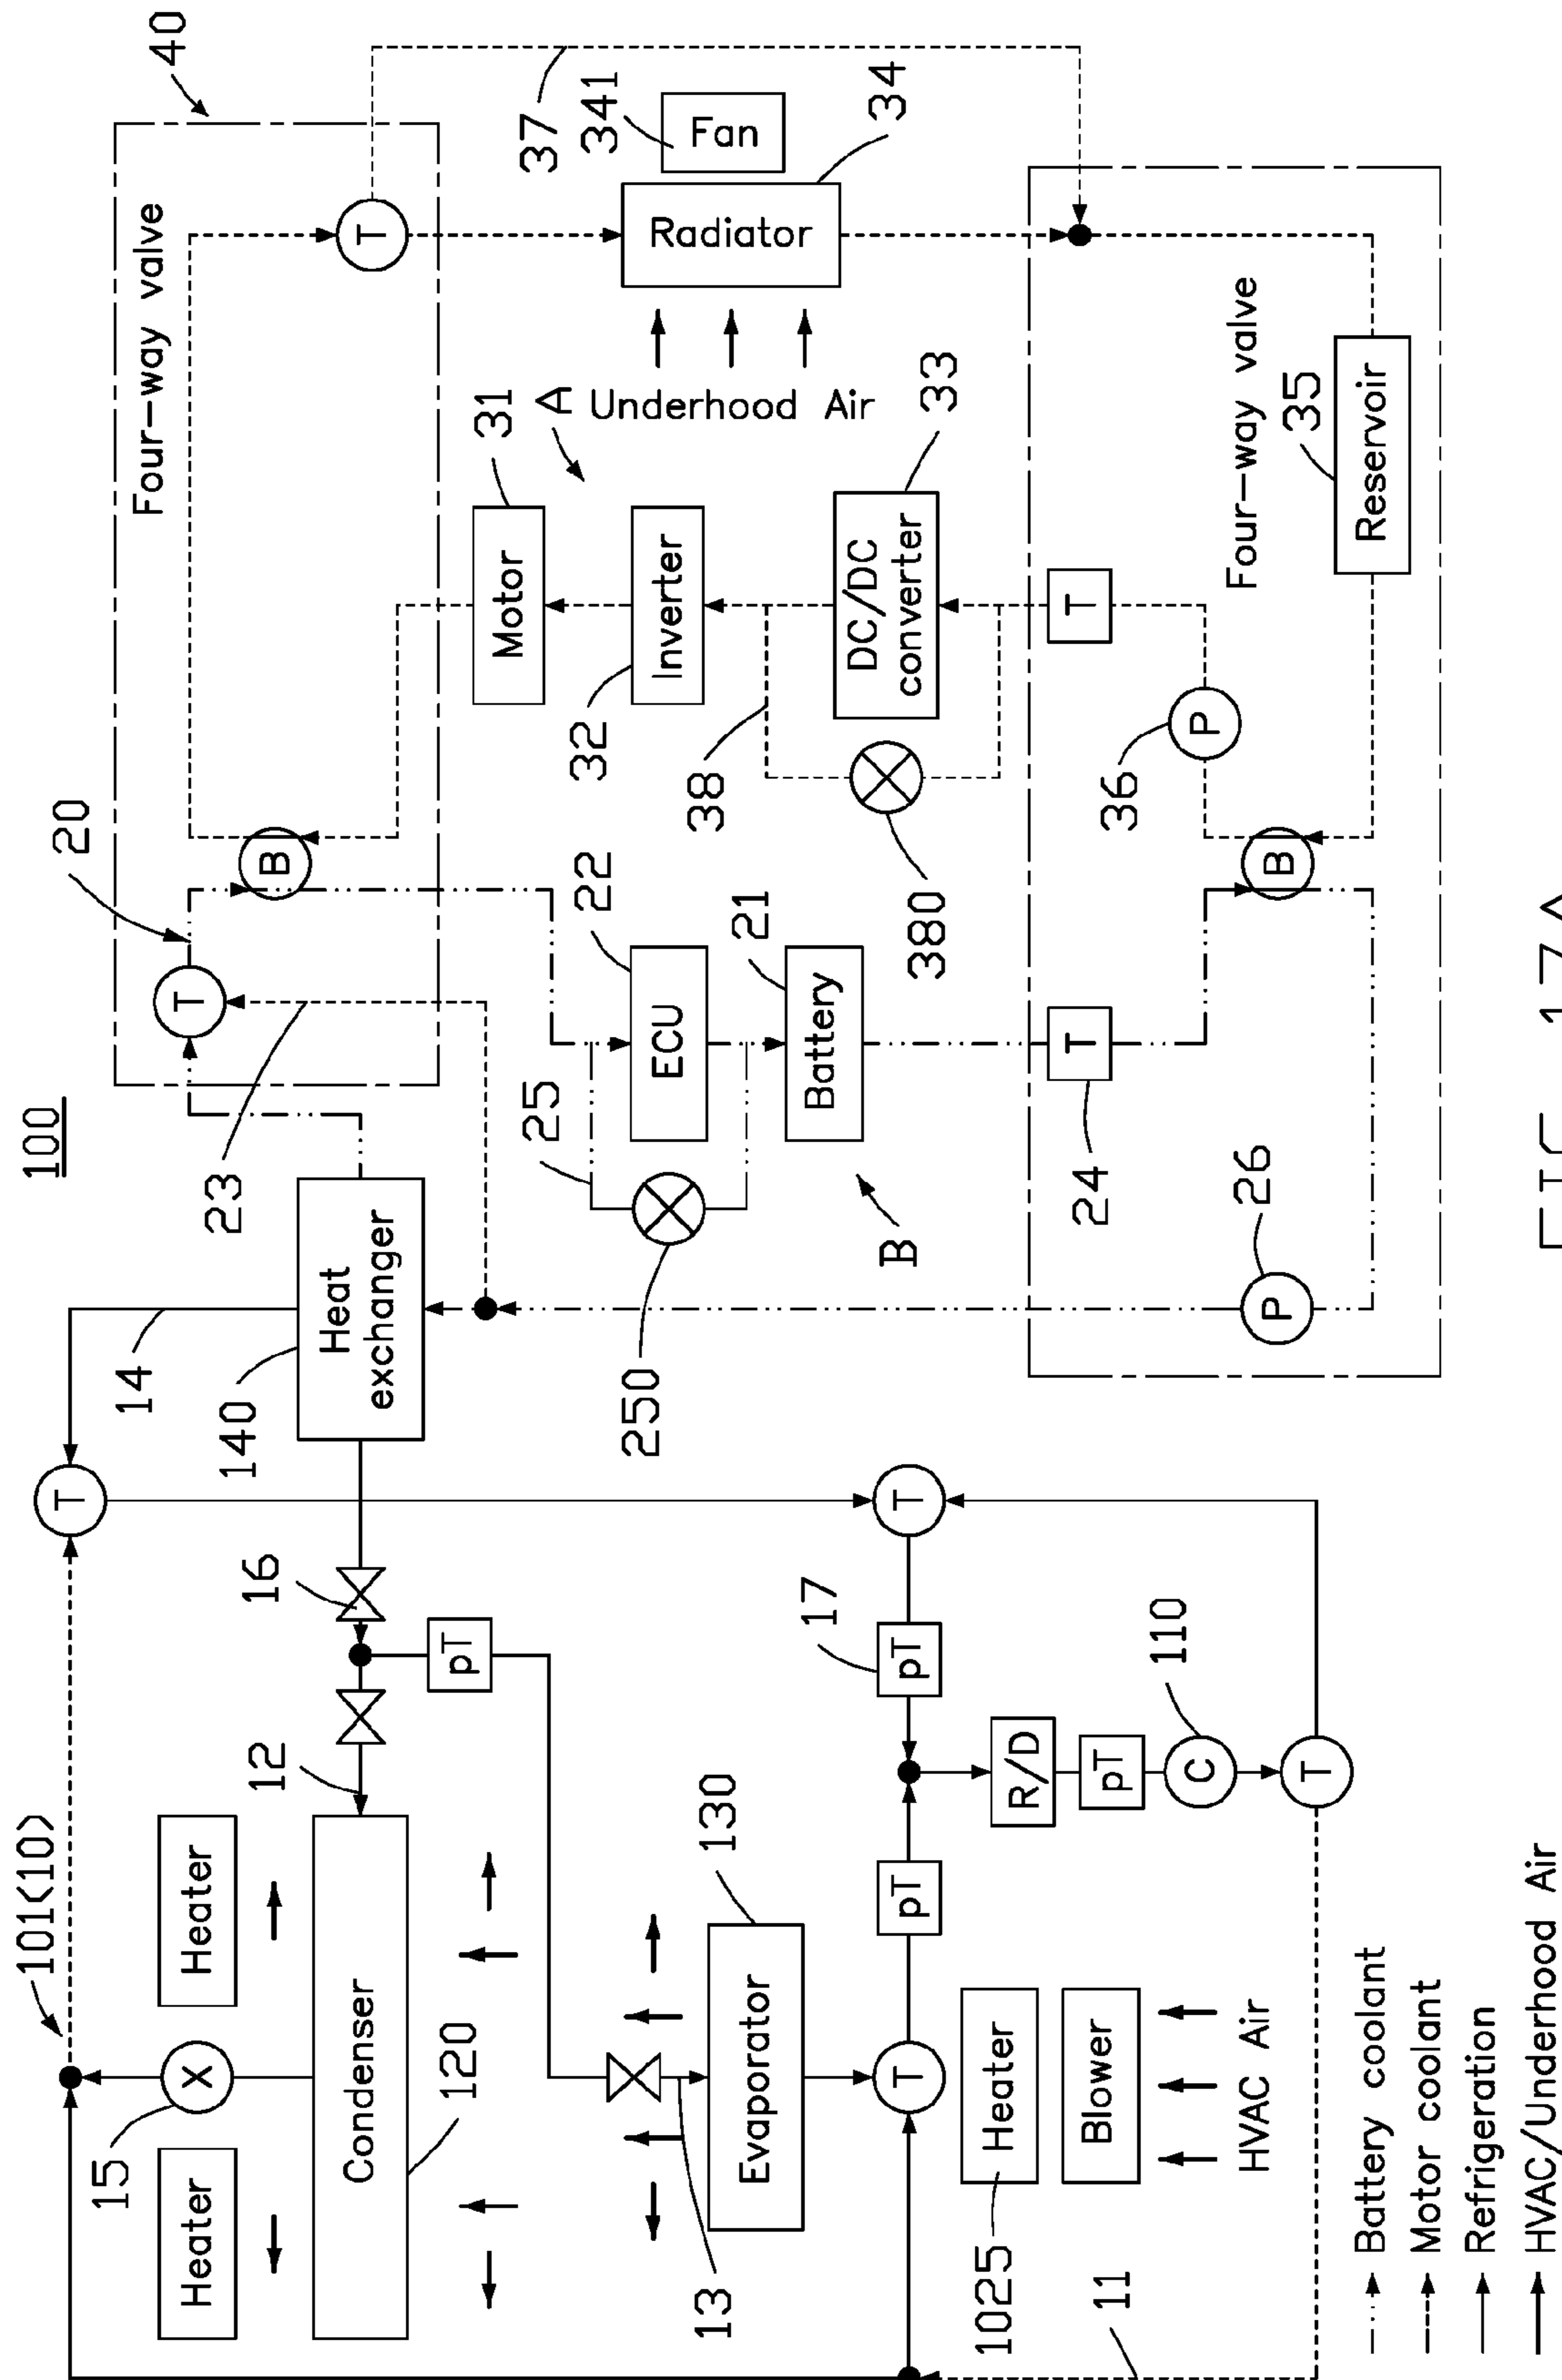 100
101(10)
14
140
Heat
exchanger
T
16
12
pT
Heater
Heater
X
15
Condenser
120
13
130
Evaporator
T
pT
17
pT
T
R/D
pT
C
110
T
Heater
1025
Blower
HVAC Air
11
Battery coolant
Motor coolant
Refrigeration
HVAC/Underhood Air
20
40
Four-way valve
T
B
T
23
25
250
ECU
22
Battery
21
B
T
24
P
26
B
Motor
31
A
Inverter
32
38
380
DC/DC
converter
33
T
P
36
37
341
Fan
Radiator
34
Underhood Air
Four-way valve
Reservoir
35